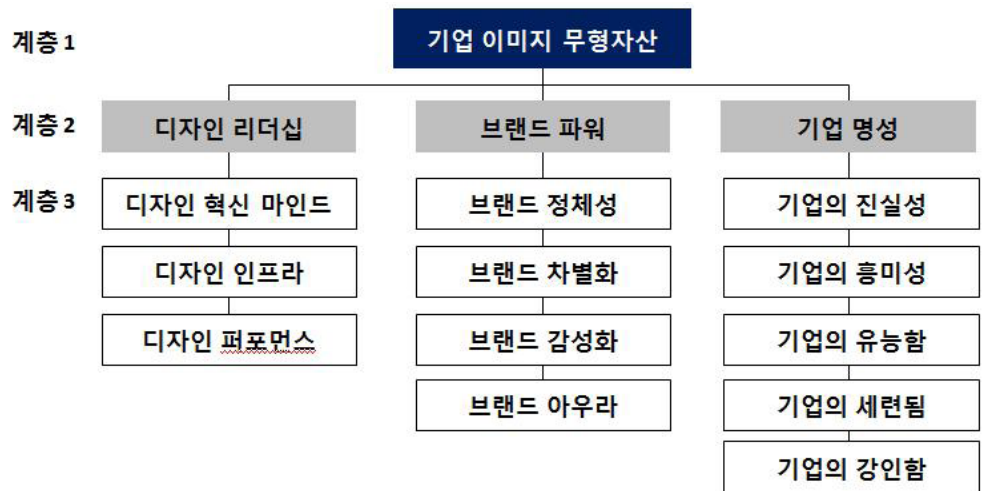 계층 1
기업 이미지 무형자산
계층 2
디자인 리더십
브랜드 파워
기업 명성
계층 3
디자인 혁신 마인드
브랜드 정체성
기업의 진실성
디자인 인프라
브랜드 차별화
기업의 흥미성
디자인 퍼포먼스
브랜드 감성화
기업의 유능함
브랜드 아우라
기업의 세련됨
기업의 강인함